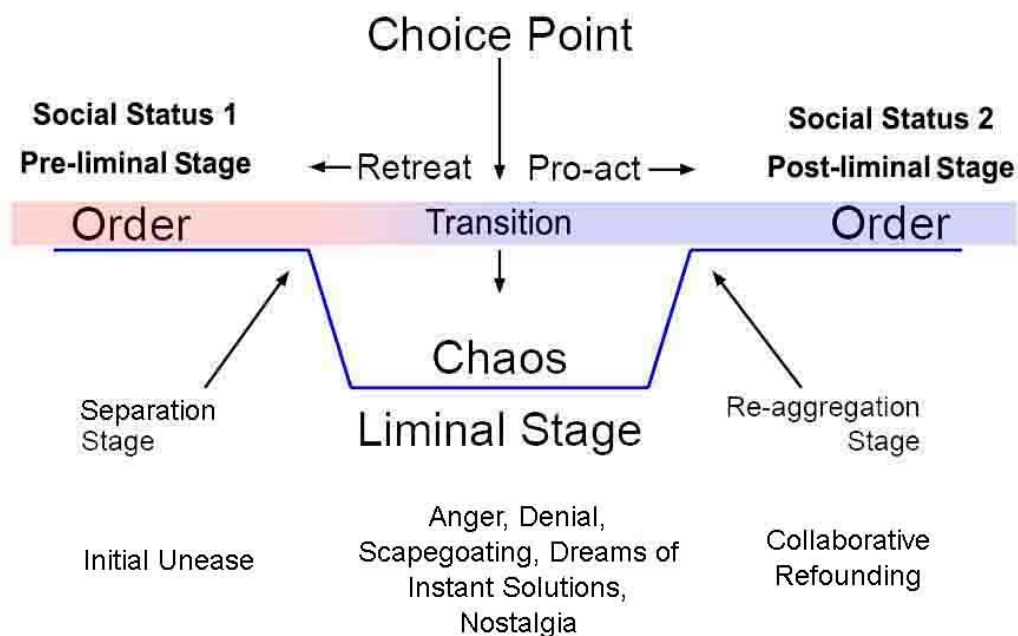 Choice Point
Social Status 1
Pre-liminal Stage
Retreat
Pro-act
Social Status 2
Post-liminal Stage
Order
Transition
Order
Chaos
Liminal Stage
Separation
Stage
Re-aggregation
Stage
Initial Unease
Anger, Denial,
Scapegoating, Dreams of
Instant Solutions,
Nostalgia
Collaborative
Refounding